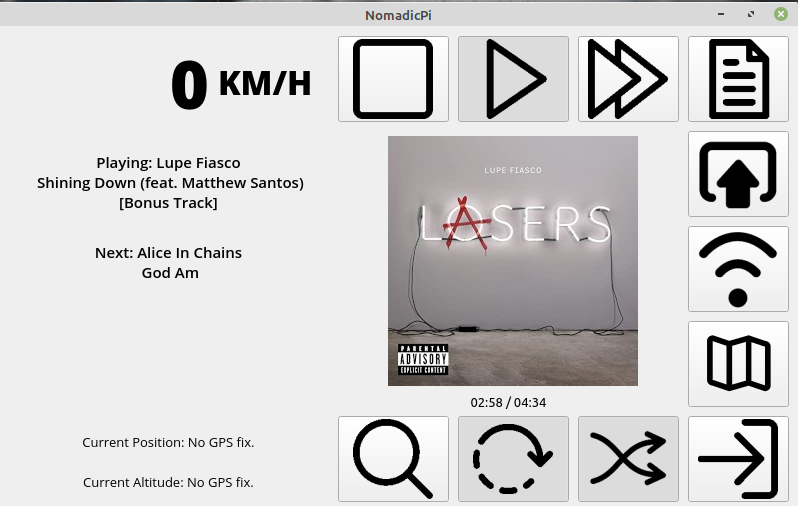 NomadicPi
0 KM/H
Playing: Lupe Fiasco
Shining Down (feat. Matthew Santos)
[Bonus Track]
Next: Alice In Chains
God Am
LUPE FIASCO
LASERS
PARENTAL
ADVISORY
EXPLICIT CONTENT
02:58 / 04:34
Current Position: No GPS fix.
Current Altitude: No GPS fix.